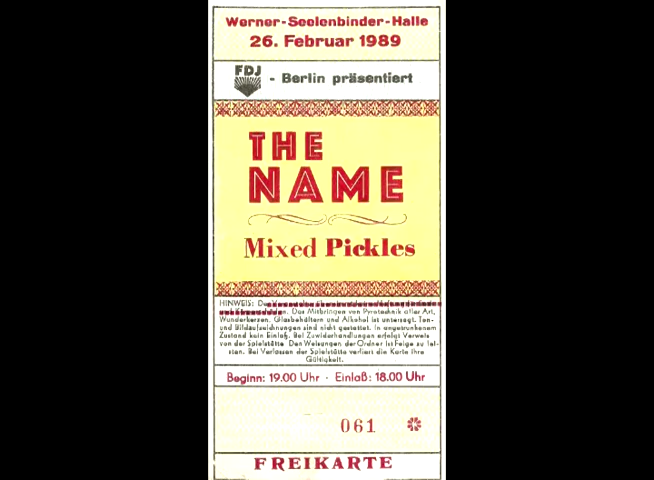 Werner-Seelenbinder-Halle
26. Februar 1989
FDJ - Berlin präsentiert
THE
NAME
Mixed Pickles
HINWEIS:
Das Mitbringen von Pyrotechnik aller Art,
Wunderkerzen, Glasbehältern und Alkohol ist untersagt. Ton-
und Bildaufzeichnungen sind nicht gestattet. In angetrunkenem
Zustand kein Einlaß. Bei Zuwiderhandlungen erfolgt Verweis
von der Spielstätte. Den Weisungen der Ordner ist Folge zu lei-
sten. Bei Verlassen der Spielstätte verliert die Karte ihre
Gültigkeit.
Beginn: 19.00 Uhr · Einlaß: 18.00 Uhr
061
FREIKARTE